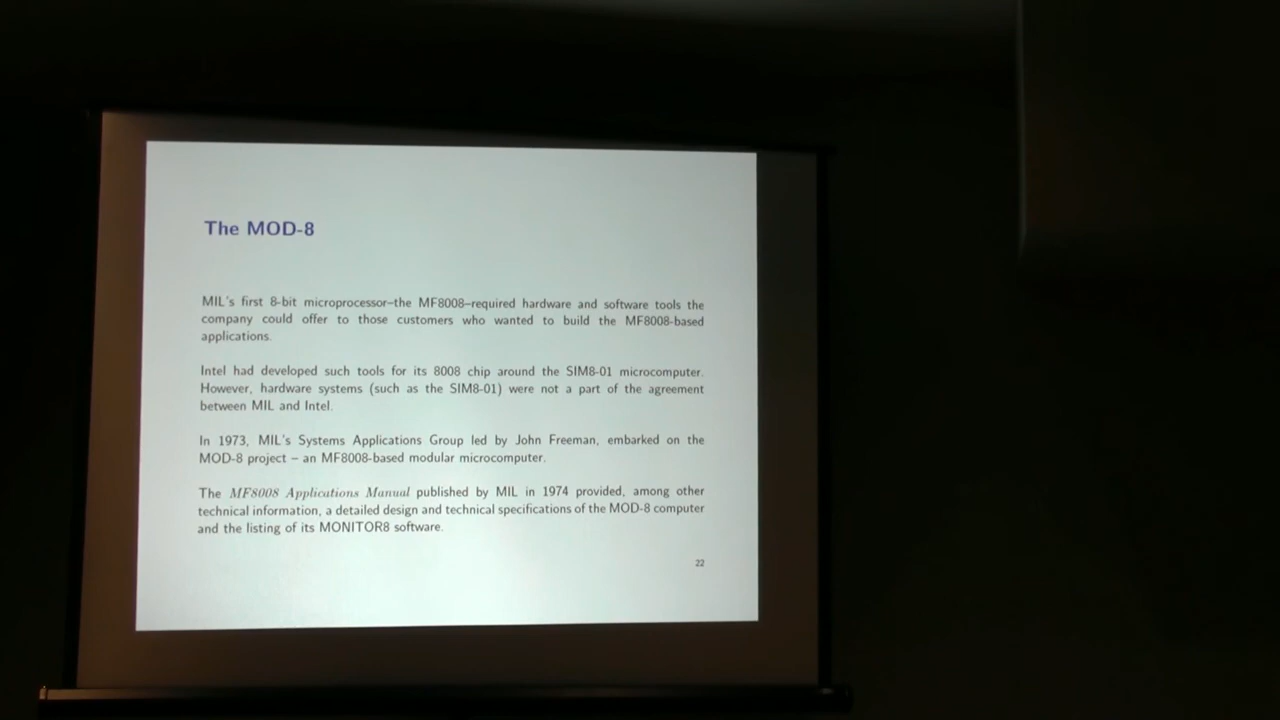 The MOD-8
MIL's first 8-bit microprocessor–the MF8008–required hardware and software tools the
company could offer to those customers who wanted to build the MF8008-based
applications.
Intel had developed such tools for its 8008 chip around the SIM8-01 microcomputer.
However, hardware systems (such as the SIM8-01) were not a part of the agreement
between MIL and Intel.
In 1973, MIL's Systems Applications Group led by John Freeman, embarked on the
MOD-8 project – an MF8008-based modular microcomputer.
The MF8008 Applications Manual published by MIL in 1974 provided, among other
technical information, a detailed design and technical specifications of the MOD-8 computer
and the listing of its MONITOR8 software.
22